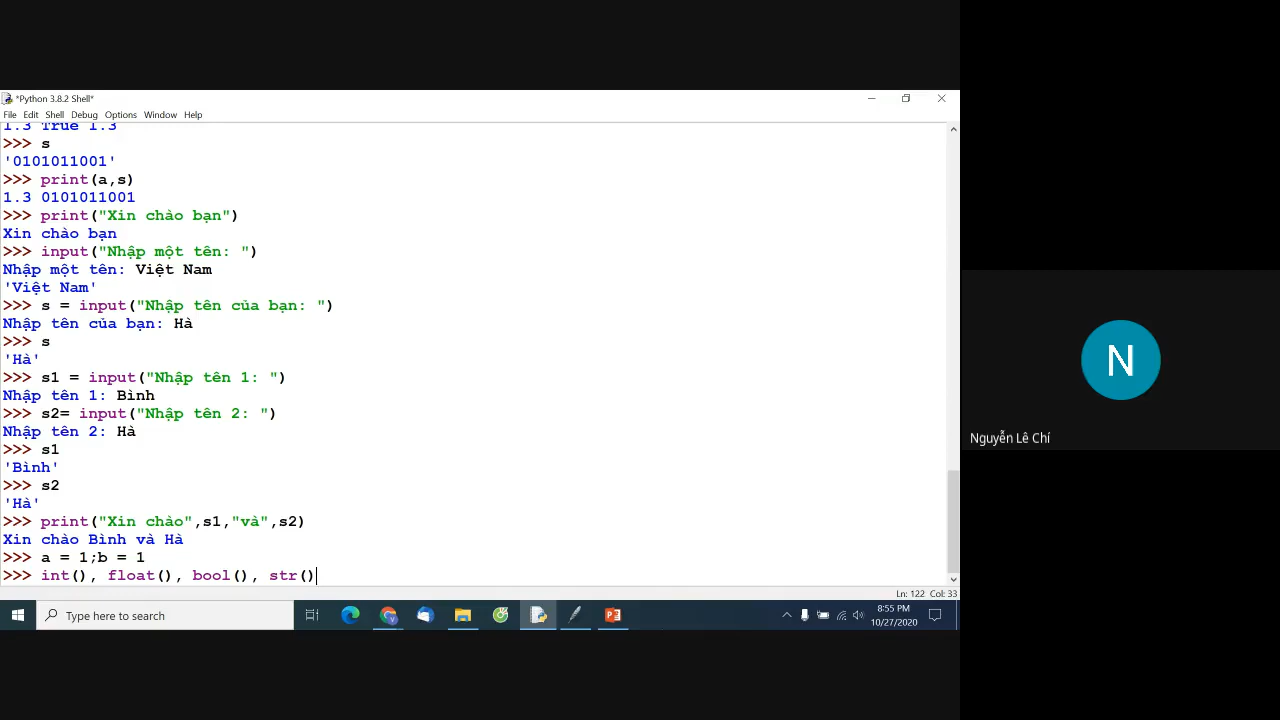 *Python 3.8.2 Shell*
File Edit Shell Debug Options Window Help
1.3 True 1.3
>>> s
'0101011001'
>>> print(a,s)
1.3 0101011001
>>> print("Xin chào bạn")
Xin chào bạn
>>> input("Nhập một tên: ")
Nhập một tên: Việt Nam
'Việt Nam'
>>> s = input("Nhập tên của bạn: ")
Nhập tên của bạn: Hà
>>> s
'Hà'
>>> s1 = input("Nhập tên 1: ")
Nhập tên 1: Bình
>>> s2= input("Nhập tên 2: ")
Nhập tên 2: Hà
>>> s1
'Bình'
>>> s2
'Hà'
>>> print("Xin chào",s1,"và",s2)
Xin chào Bình và Hà
>>> a = 1;b = 1
>>> int(), float(), bool(), str()
Ln: 122 Col: 33
Type here to search
8:55 PM
10/27/2020
N
Nguyễn Lê Chí